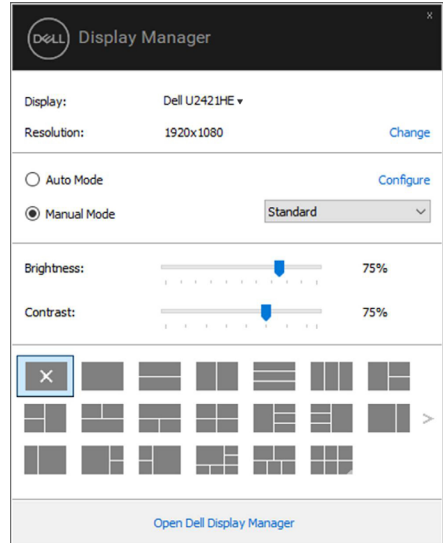 x
DELL Display Manager
Display: Dell U2421HE
Resolution: 1920x1080 Change
Auto Mode Configure
Manual Mode Standard
Brightness: 75%
Contrast: 75%
Open Dell Display Manager